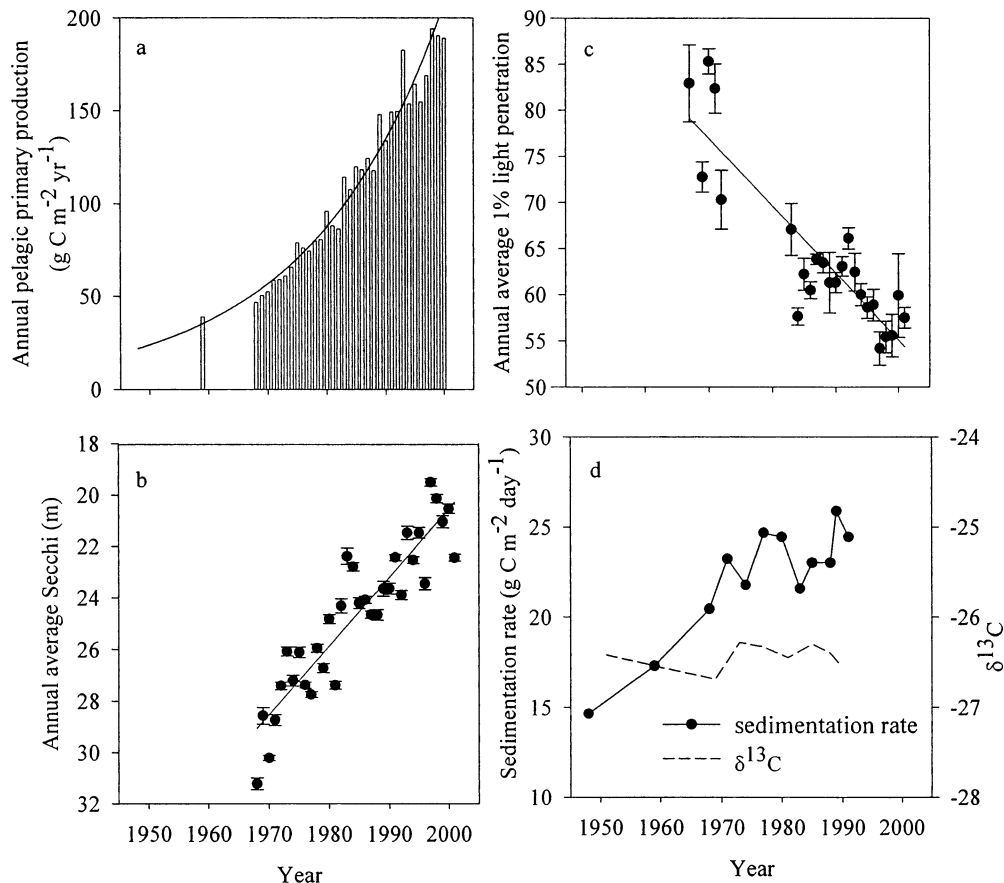 a
Annual pelagic primary production
(g C m⁻² yr⁻¹)
200
150
100
50
0
c
Annual average 1% light penetration
90
85
80
75
70
65
60
55
50
b
Annual average Secchi (m)
18
20
22
24
26
28
30
32
1950 1960 1970 1980 1990 2000
Year
d
Sedimentation rate (g C m⁻² day⁻¹)
30
25
20
15
10
sedimentation rate
δ¹³C
-24
-25
-26
-27
-28
δ¹³C
1950 1960 1970 1980 1990 2000
Year